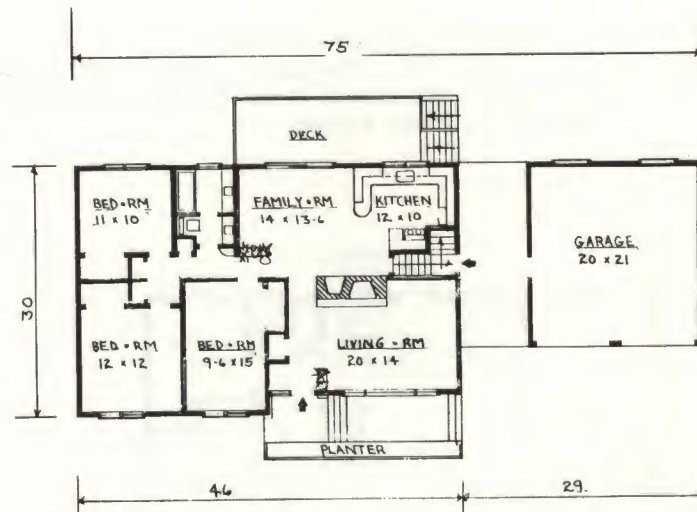 75
DECK
BED•RM
11 x 10
FAMILY•RM
14 x 13-6
KITCHEN
12 x 10
GARAGE
20 x 21
30
BED•RM
12 x 12
BED•RM
9-6 x 15
LIVING•RM
20 x 14
PLANTER
46
29.